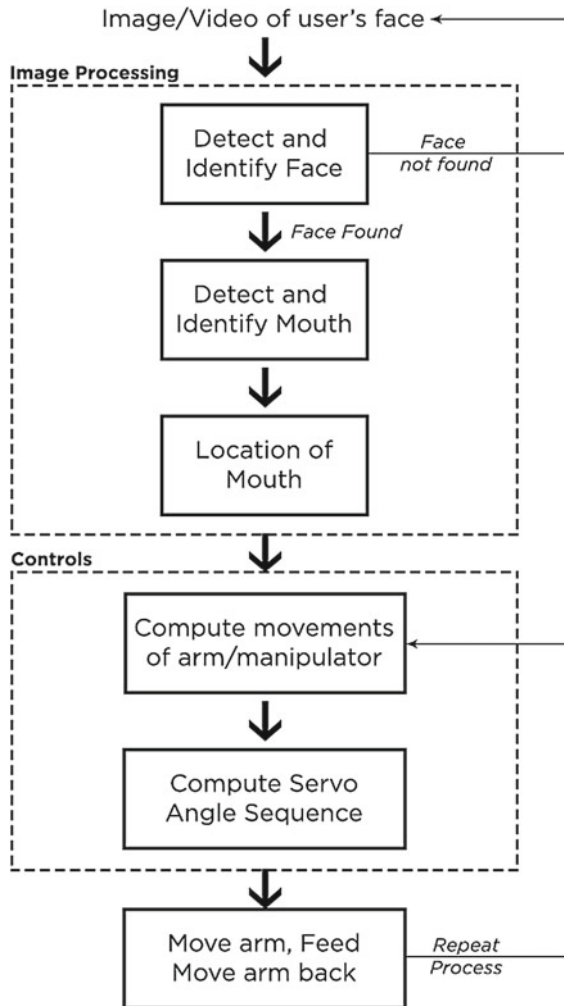 Image/Video of user's face
Image Processing
Detect and
Identify Face
Face
not found
Face Found
Detect and
Identify Mouth
Location of
Mouth
Controls
Compute movements
of arm/manipulator
Compute Servo
Angle Sequence
Move arm, Feed
Move arm back
Repeat
Process